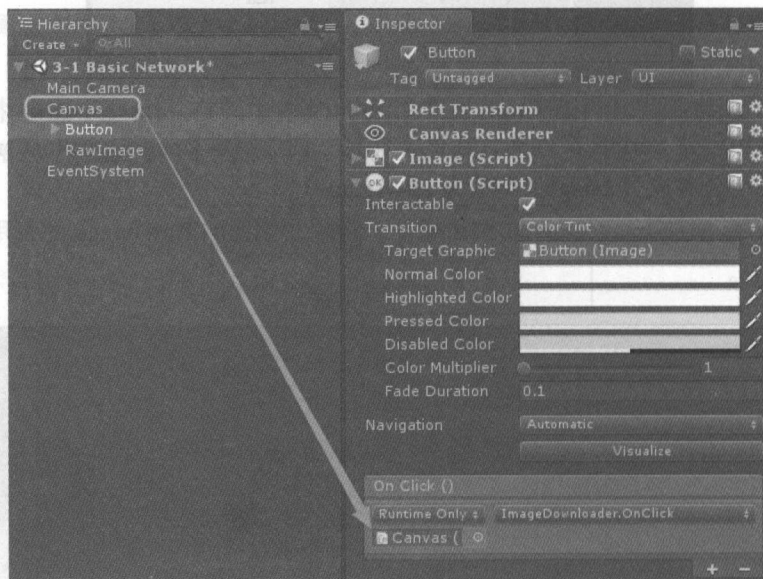 Hierarchy
Create
All
3-1 Basic Network*
Main Camera
Canvas
Button
RawImage
EventSystem
Inspector
Button
Static
Tag Untagged Layer UI
Rect Transform
Canvas Renderer
Image (Script)
OK Button (Script)
Interactable
Transition Color Tint
Target Graphic Button (Image)
Normal Color
Highlighted Color
Pressed Color
Disabled Color
Color Multiplier 1
Fade Duration 0.1
Navigation Automatic
Visualize
On Click ()
Runtime Only ImageDownloader.OnClick
Canvas (
+ −